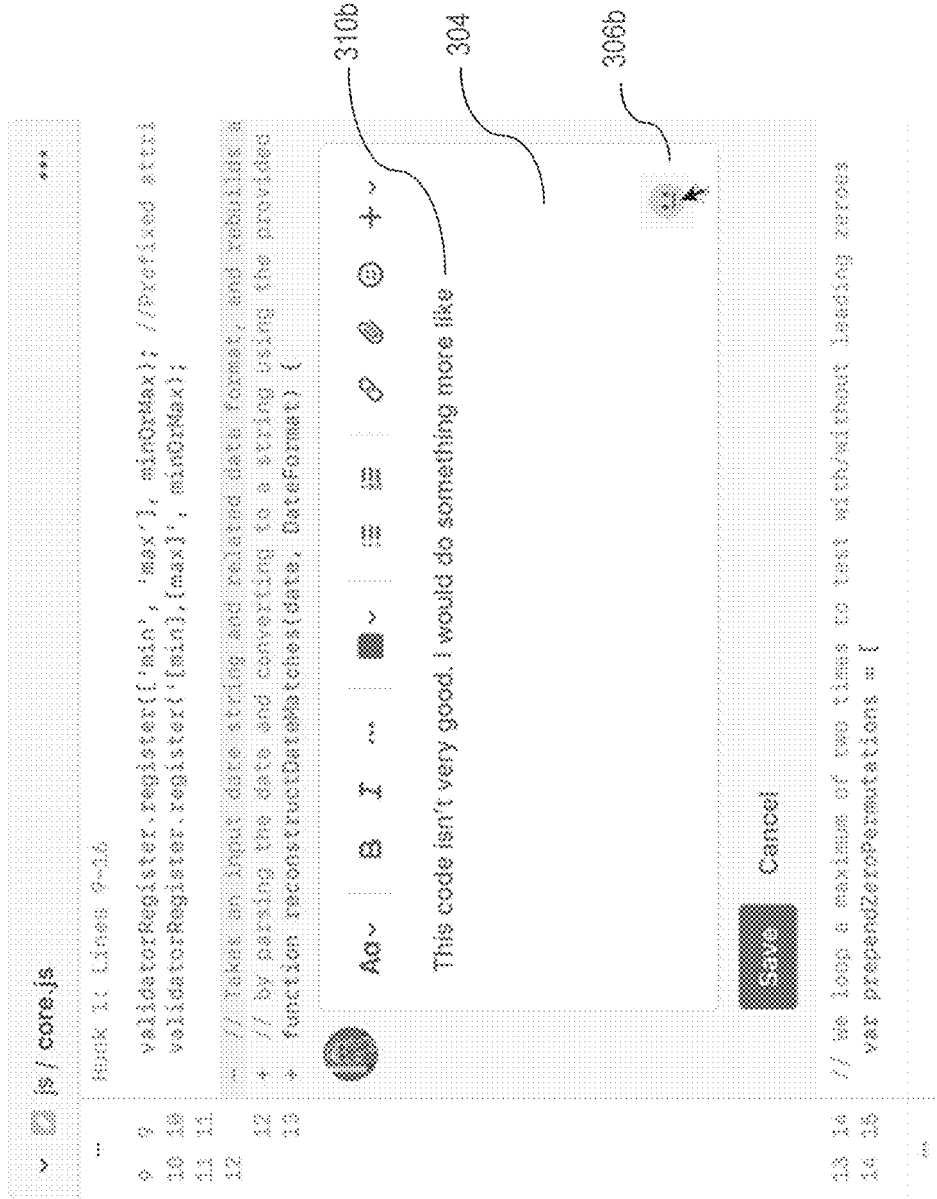 js / core.js
...
... Hunk 1: Lines 9-16
9 9 validatorRegister.register(['min', 'max'], minOrMax); //Prefixed attri
10 10 validatorRegister.register('[min],[max]', minOrMax);
11 11
12 - // Takes an input date string and related date format, and rebuilds a
12 + // by parsing the date and converting to a string using the provided
13 + function reconstructDateMatches(date, DateFormat) {
Aa B I ... +
This code isn't very good. I would do something more like
Save Cancel
13 14 // We loop a maximum of two times to test with/without leading zeroes
14 15 var prependZeroPermutations = [
...
310b
304
306b